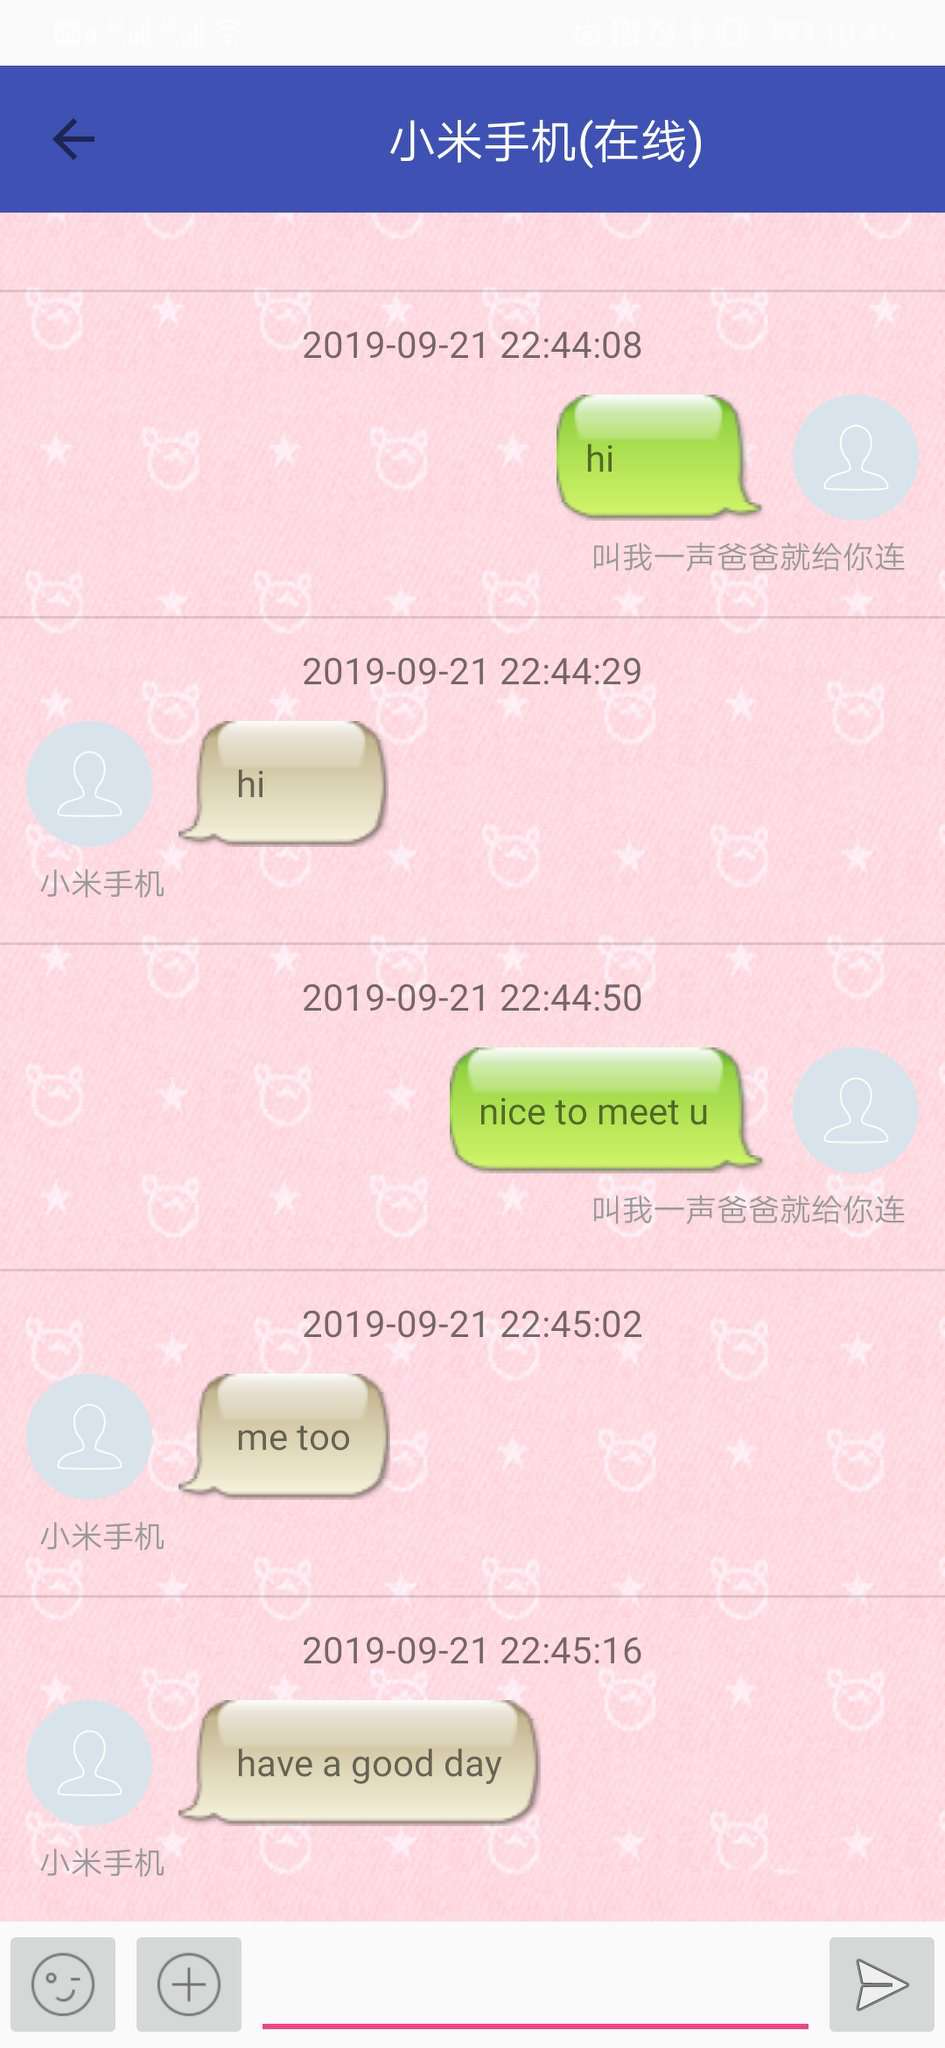 小米手机(在线)
2019-09-21 22:44:08
hi
叫我一声爸爸就给你连
2019-09-21 22:44:29
hi
小米手机
2019-09-21 22:44:50
nice to meet u
叫我一声爸爸就给你连
2019-09-21 22:45:02
me too
小米手机
2019-09-21 22:45:16
have a good day
小米手机